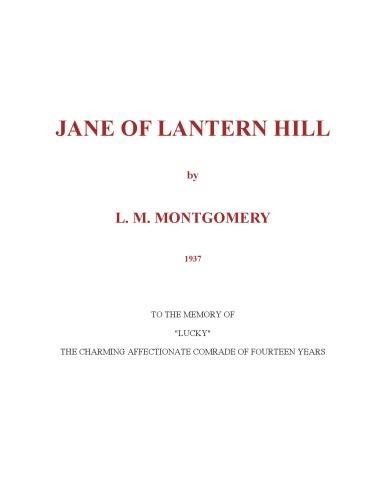 JANE OF LANTERN HILL
by
L. M. MONTGOMERY
1937
TO THE MEMORY OF
"LUCKY"
THE CHARMING AFFECTIONATE COMRADE OF FOURTEEN YEARS